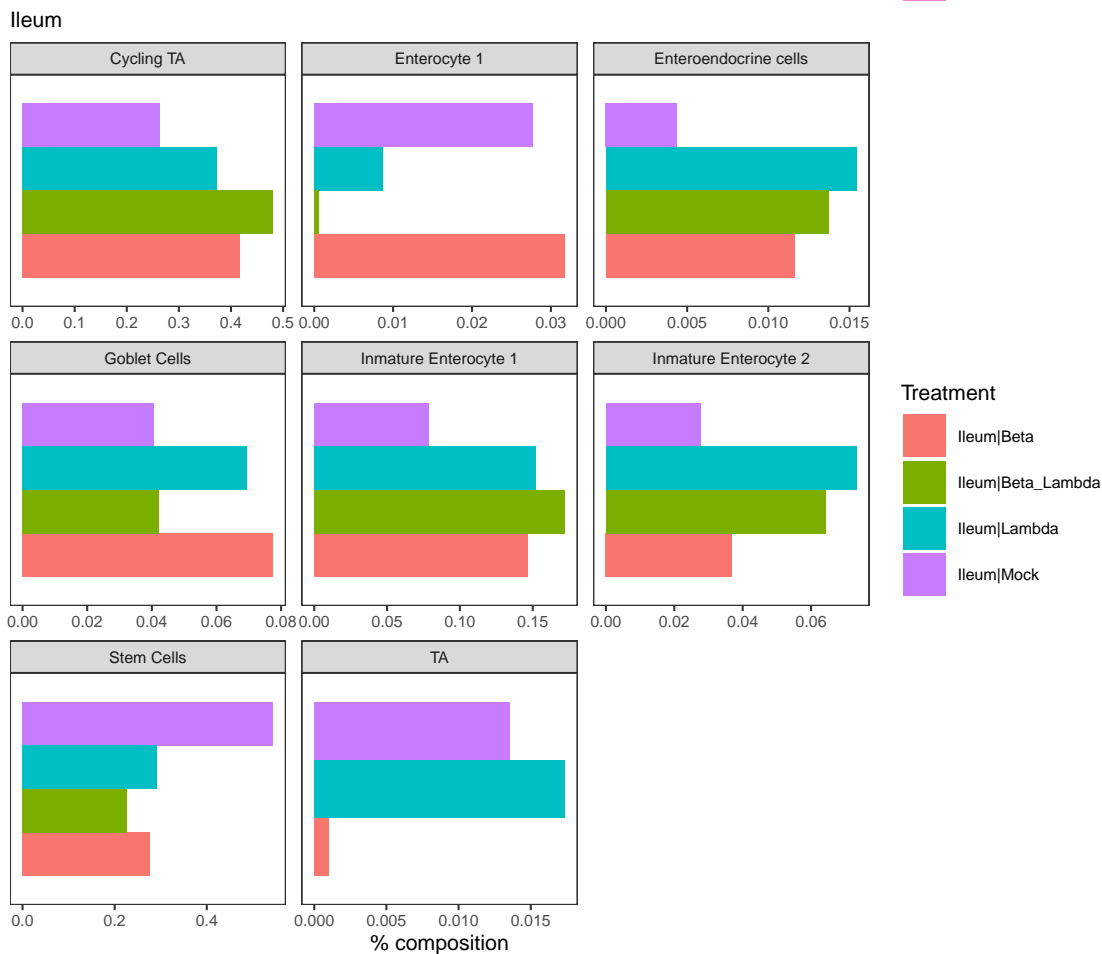 Ileum
Cycling TA
Enterocyte 1
Enteroendocrine cells
0.0 0.1 0.2 0.3 0.4 0.5
0.00 0.01 0.02 0.03
0.000 0.005 0.010 0.015
Goblet Cells
Inmature Enterocyte 1
Inmature Enterocyte 2
0.00 0.02 0.04 0.06 0.08
0.00 0.05 0.10 0.15
0.00 0.02 0.04 0.06
Stem Cells
TA
0.0 0.2 0.4
0.000 0.005 0.010 0.015
% composition
Treatment
Ileum|Beta
Ileum|Beta_Lambda
Ileum|Lambda
Ileum|Mock